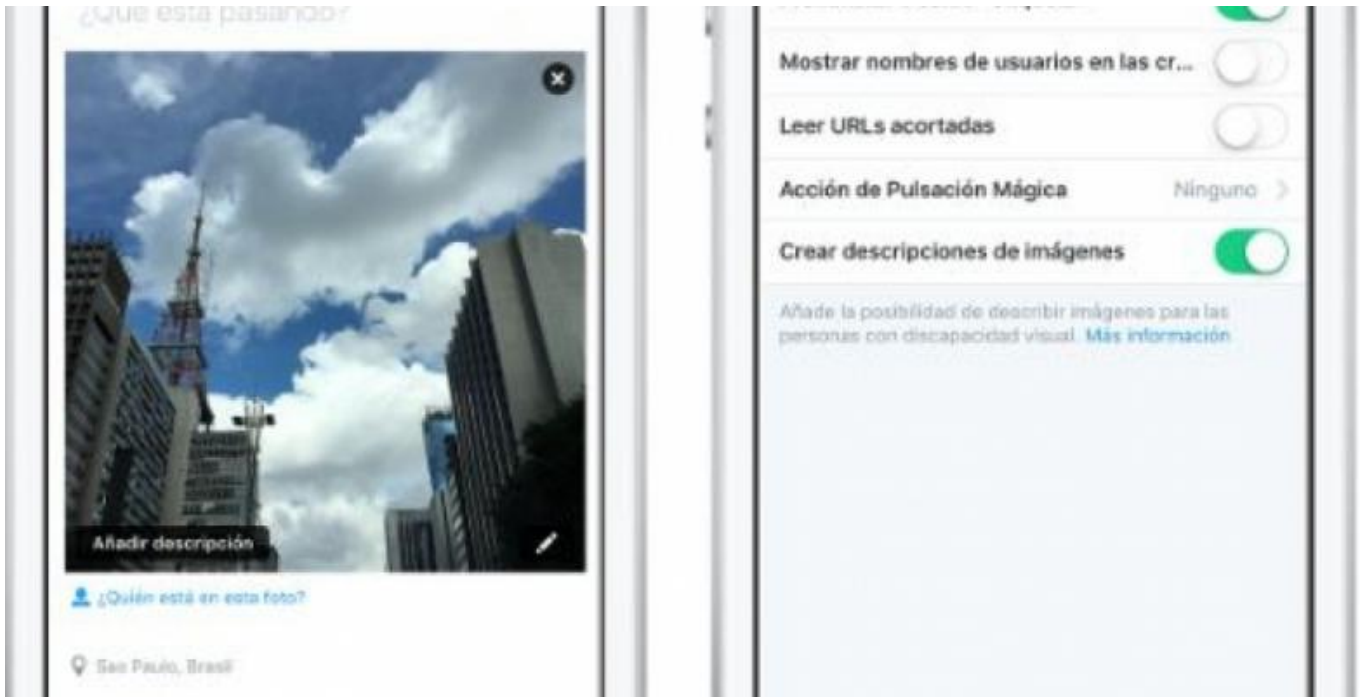 ¿Qué está pasando?
Añadir descripción
¿Quién está en esta foto?
Sao Paulo, Brasil
Mostrar nombres de usuarios en las cr...
Leer URLs acortadas
Acción de Pulsación Mágica
Ninguno
Crear descripciones de imágenes
Añade la posibilidad de describir imágenes para las
personas con discapacidad visual. Más información